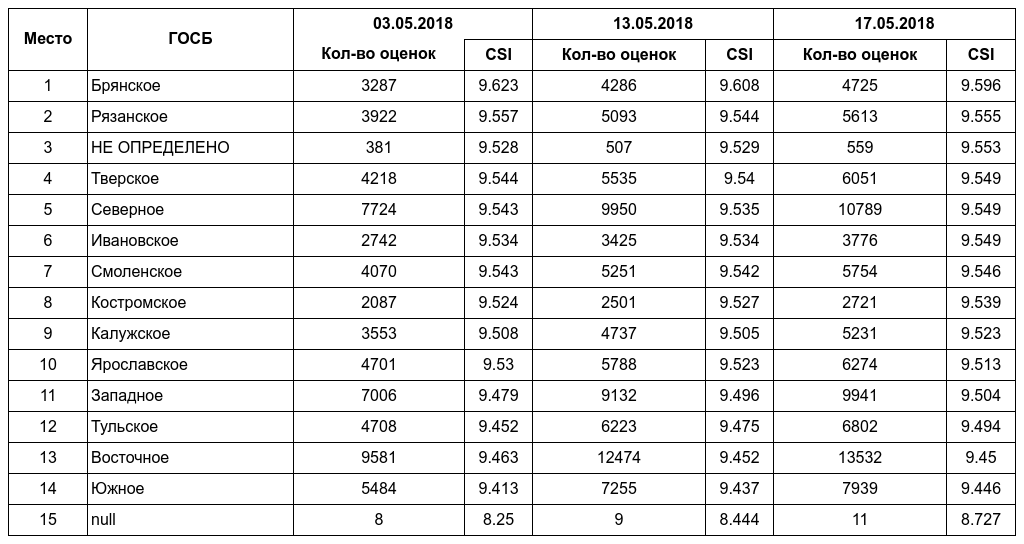 Место ГОСБ 03.05.2018 13.05.2018 17.05.2018
Кол-во оценок CSI Кол-во оценок CSI Кол-во оценок CSI
1 Брянское 3287 9.623 4286 9.608 4725 9.596
2 Рязанское 3922 9.557 5093 9.544 5613 9.555
3 НЕ ОПРЕДЕЛЕНО 381 9.528 507 9.529 559 9.553
4 Тверское 4218 9.544 5535 9.54 6051 9.549
5 Северное 7724 9.543 9950 9.535 10789 9.549
6 Ивановское 2742 9.534 3425 9.534 3776 9.549
7 Смоленское 4070 9.543 5251 9.542 5754 9.546
8 Костромское 2087 9.524 2501 9.527 2721 9.539
9 Калужское 3553 9.508 4737 9.505 5231 9.523
10 Ярославское 4701 9.53 5788 9.523 6274 9.513
11 Западное 7006 9.479 9132 9.496 9941 9.504
12 Тульское 4708 9.452 6223 9.475 6802 9.494
13 Восточное 9581 9.463 12474 9.452 13532 9.45
14 Южное 5484 9.413 7255 9.437 7939 9.446
15 null 8 8.25 9 8.444 11 8.727